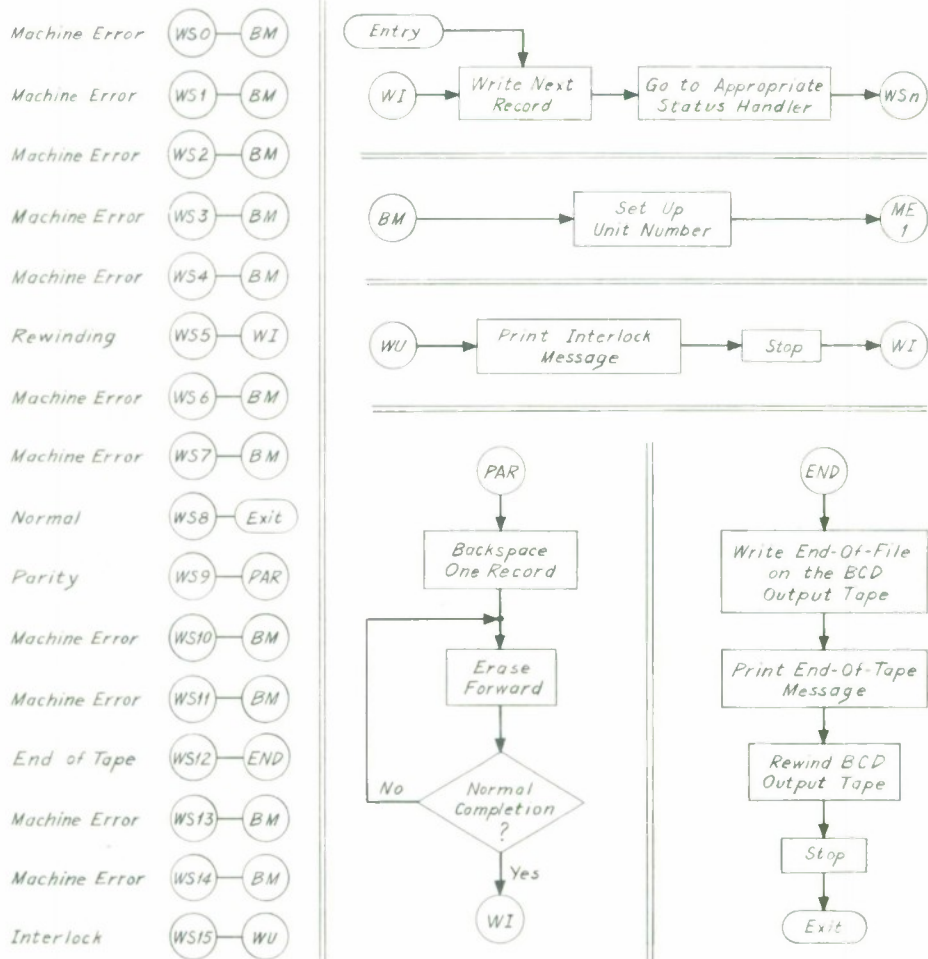 Machine Error WS0 BM
Machine Error WS1 BM
Machine Error WS2 BM
Machine Error WS3 BM
Machine Error WS4 BM
Rewinding WS5 WI
Machine Error WS6 BM
Machine Error WS7 BM
Normal WS8 Exit
Parity WS9 PAR
Machine Error WS10 BM
Machine Error WS11 BM
End of Tape WS12 END
Machine Error WS13 BM
Machine Error WS14 BM
Interlock WS15 WU
Entry
WI
Write Next
Record
Go to Appropriate
Status Handler
WSn
BM
Set Up
Unit Number
ME
1
WU
Print Interlock
Message
Stop
WI
PAR
Backspace
One Record
Erase
Forward
Normal
Completion
?
No
Yes
WI
END
Write End-Of-File
on the BCD
Output Tape
Print End-Of-Tape
Message
Rewind BCD
Output Tape
Stop
Exit